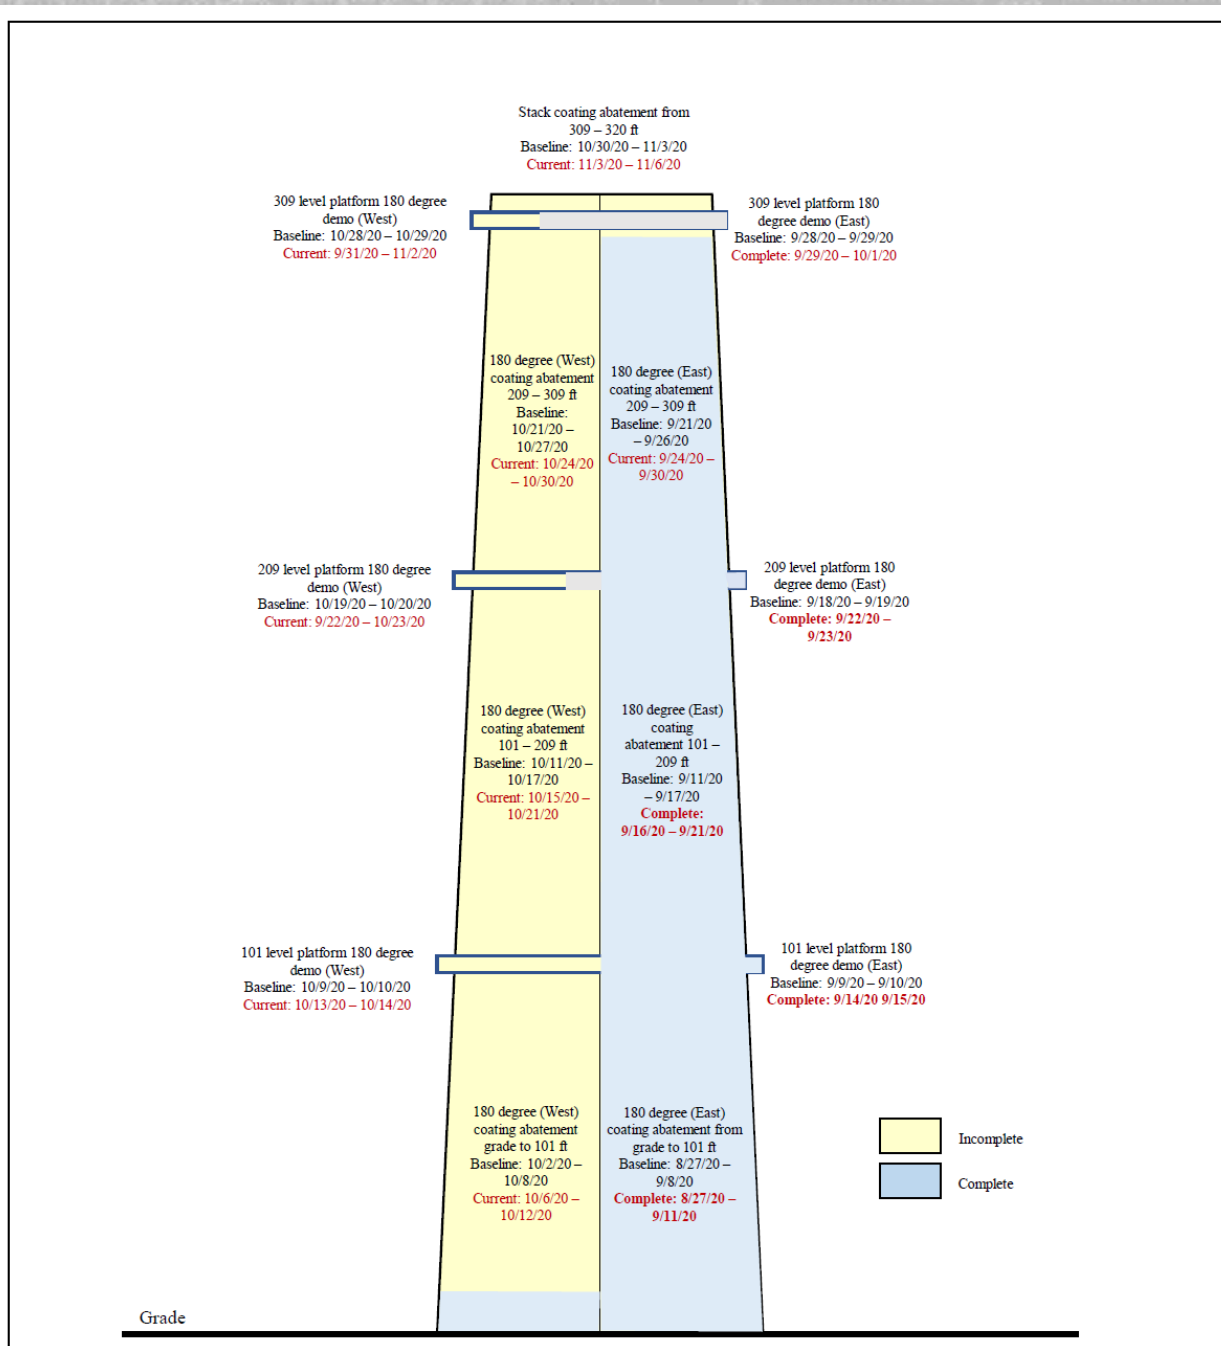 Stack coating abatement from
309 – 320 ft
Baseline: 10/30/20 – 11/3/20
Current: 11/3/20 – 11/6/20
309 level platform 180 degree
demo (West)
Baseline: 10/28/20 – 10/29/20
Current: 9/31/20 – 11/2/20
309 level platform 180
degree demo (East)
Baseline: 9/28/20 – 9/29/20
Complete: 9/29/20 – 10/1/20
180 degree (West)
coating abatement
209 – 309 ft
Baseline:
10/21/20 –
10/27/20
Current: 10/24/20
– 10/30/20
180 degree (East)
coating abatement
209 – 309 ft
Baseline: 9/21/20
– 9/26/20
Current: 9/24/20 –
9/30/20
209 level platform 180 degree
demo (West)
Baseline: 10/19/20 – 10/20/20
Current: 9/22/20 – 10/23/20
209 level platform 180
degree demo (East)
Baseline: 9/18/20 – 9/19/20
Complete: 9/22/20 –
9/23/20
180 degree (West)
coating abatement
101 – 209 ft
Baseline: 10/11/20 –
10/17/20
Current: 10/15/20 –
10/21/20
180 degree (East)
coating
abatement 101 –
209 ft
Baseline: 9/11/20
– 9/17/20
Complete:
9/16/20 – 9/21/20
101 level platform 180 degree
demo (West)
Baseline: 10/9/20 – 10/10/20
Current: 10/13/20 – 10/14/20
101 level platform 180
degree demo (East)
Baseline: 9/9/20 – 9/10/20
Complete: 9/14/20 9/15/20
180 degree (West)
coating abatement
grade to 101 ft
Baseline: 10/2/20 –
10/8/20
Current: 10/6/20 –
10/12/20
180 degree (East)
coating abatement from
grade to 101 ft
Baseline: 8/27/20 –
9/8/20
Complete: 8/27/20 –
9/11/20
Incomplete
Complete
Grade